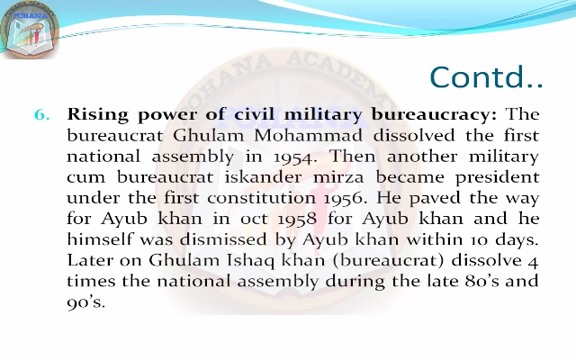 JOHANA
Contd..
6. Rising power of civil military bureaucracy: The
bureaucrat Ghulam Mohammad dissolved the first
national assembly in 1954. Then another military
cum bureaucrat iskander mirza became president
under the first constitution 1956. He paved the way
for Ayub khan in oct 1958 for Ayub khan and he
himself was dismissed by Ayub khan within 10 days.
Later on Ghulam Ishaq khan (bureaucrat) dissolve 4
times the national assembly during the late 80's and
90's.